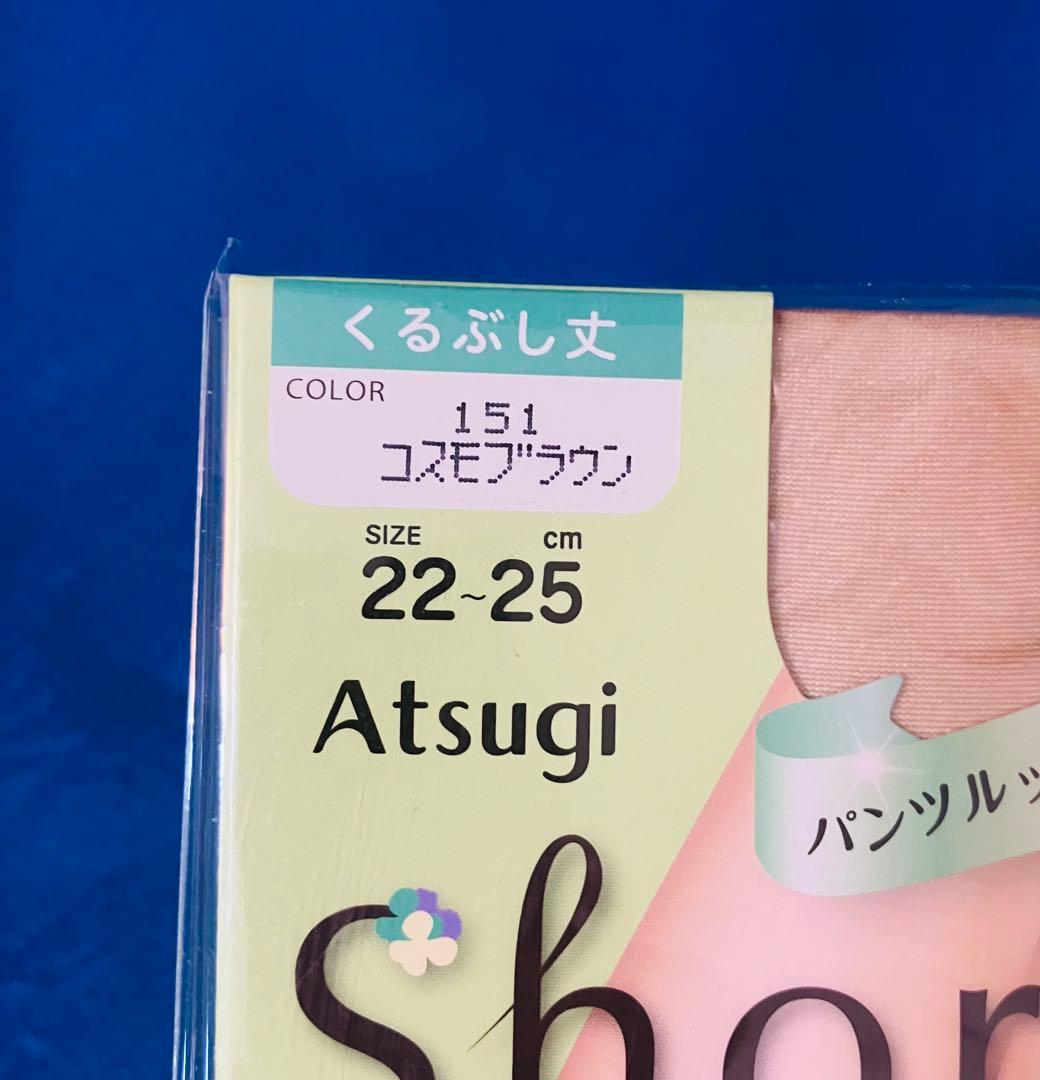 くるぶし丈
COLOR
151
コスモブラウン
SIZE cm
22~25
Atsugi
パンツルッ
Shor